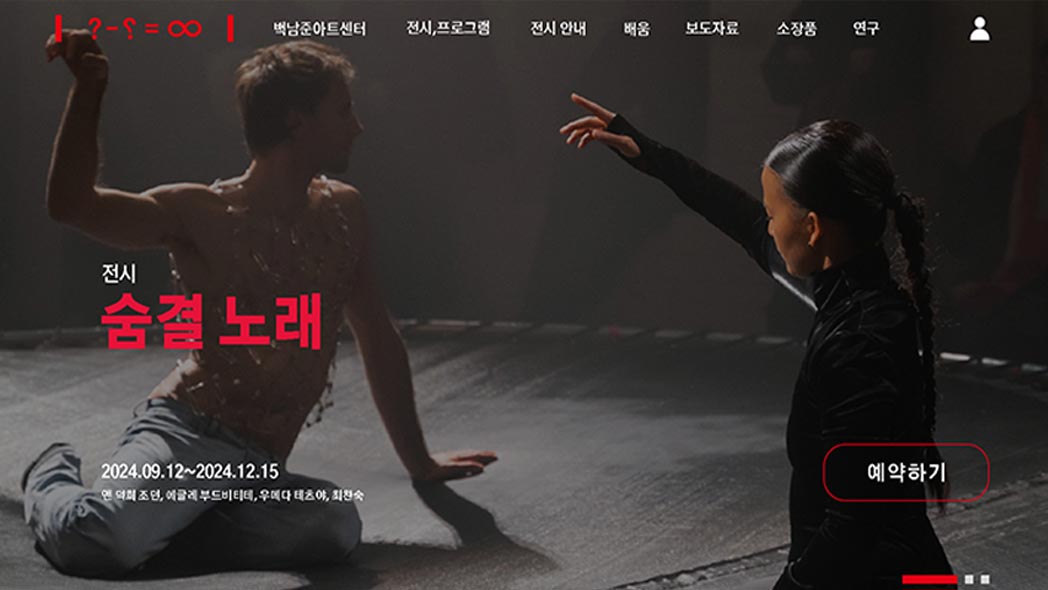 ?-?=∞
백남준아트센터 전시,프로그램 전시 안내 배움 보도자료 소장품 연구
전시
숨결 노래
2024.09.12~2024.12.15
앤 덕희 조던, 에글레 부드비티테, 우메다 테츠야, 최찬숙
예약하기